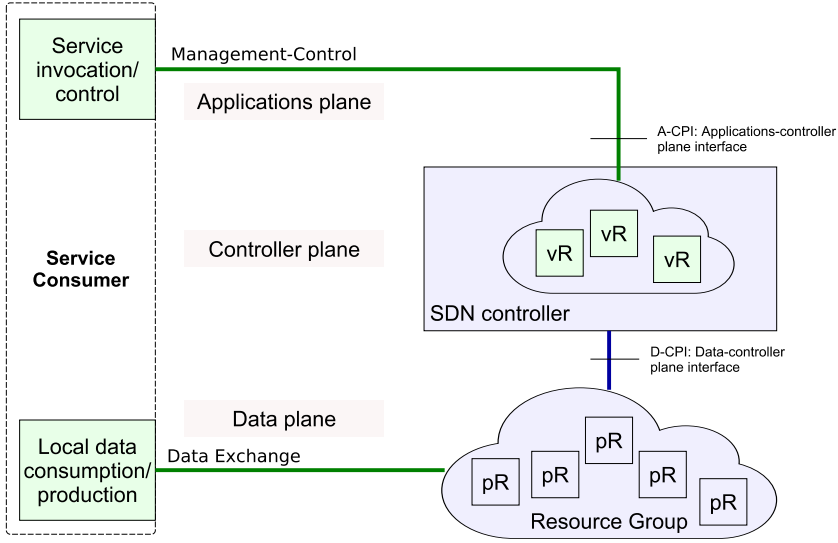 Service
invocation/
control
Management-Control
Applications plane
A-CPI: Applications-controller
plane interface
Service
Consumer
Controller plane
vR
vR
vR
SDN controller
D-CPI: Data-controller
plane interface
Data plane
Local data
consumption/
production
Data Exchange
pR
pR
pR
pR
pR
Resource Group